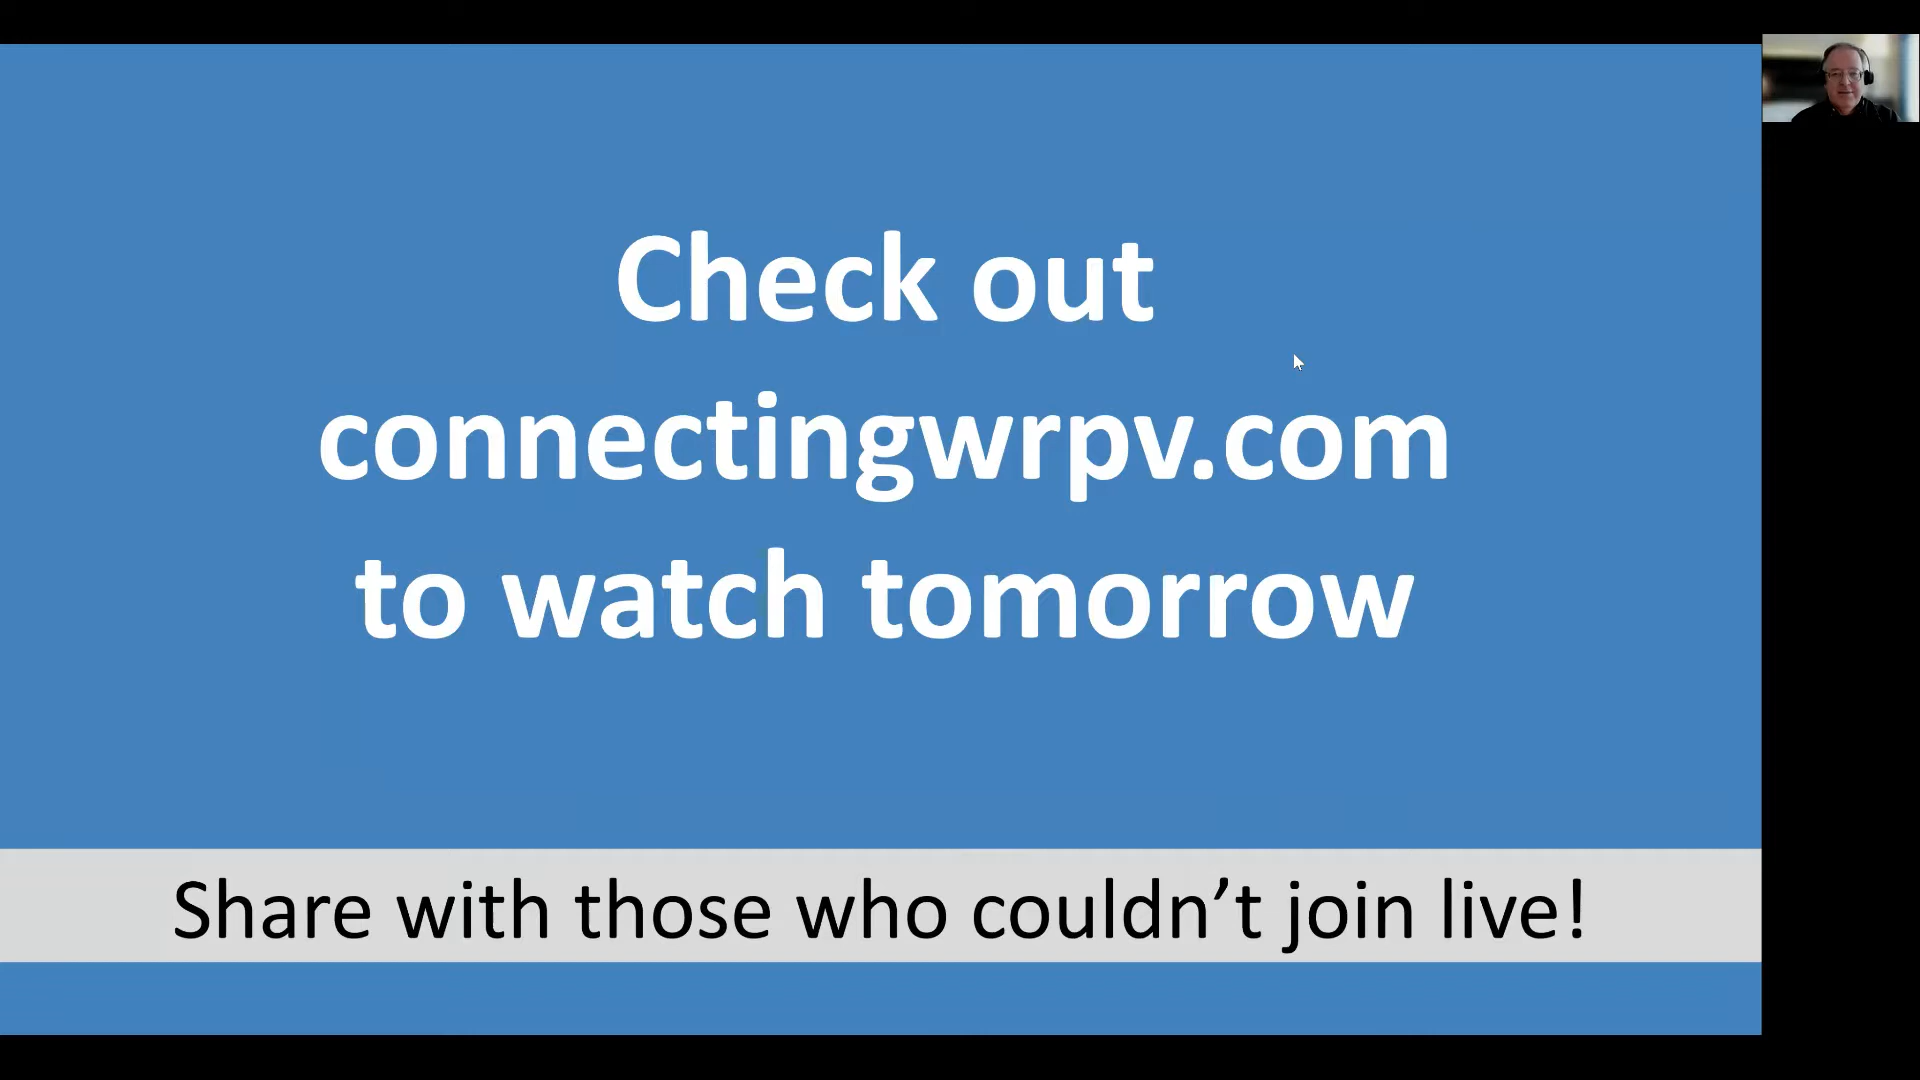 Check out
connectingwrpv.com
to watch tomorrow
Share with those who couldn’t join live!